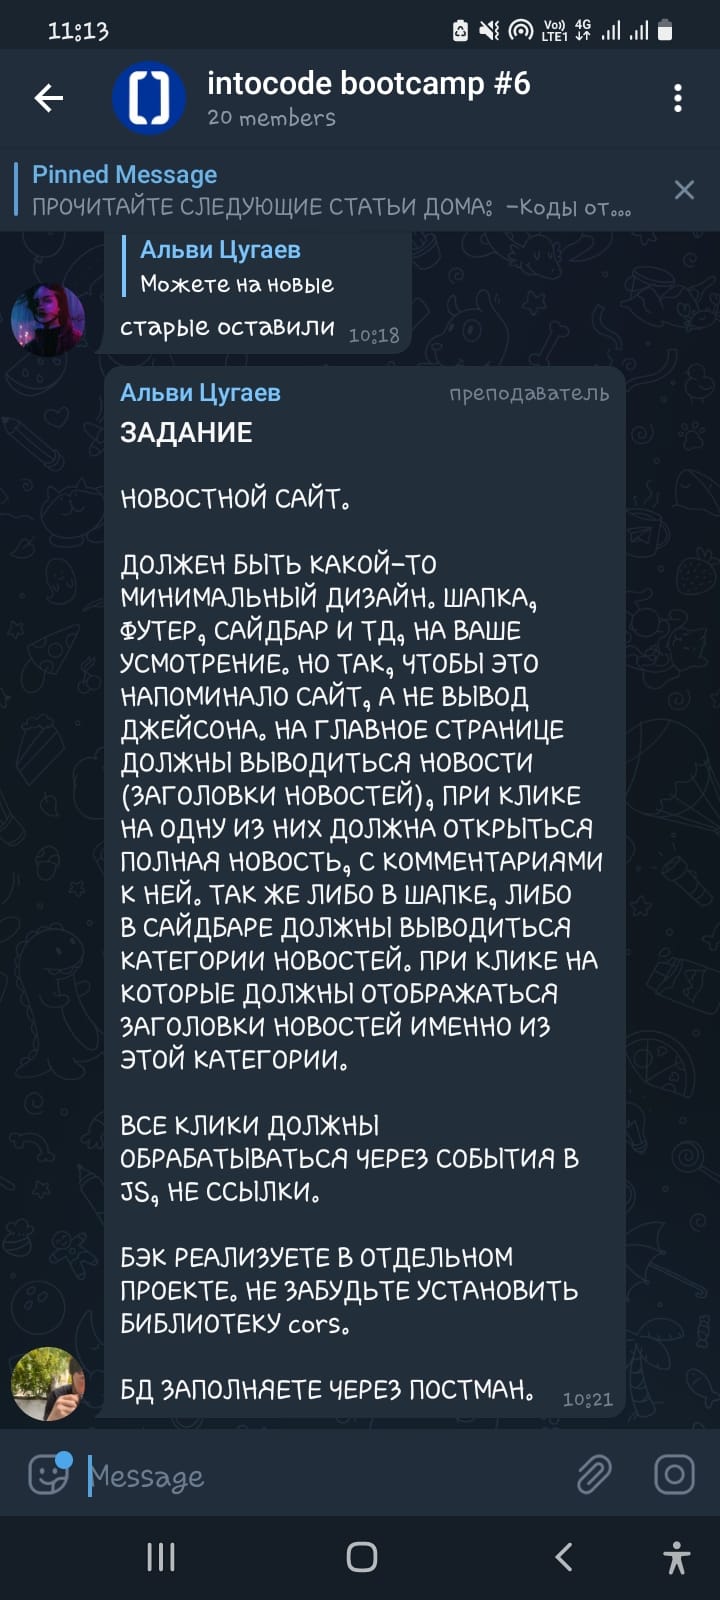 11:13
Vo)) 4G
LTE1
intocode bootcamp #6
20 members
Pinned Message
ПРОЧИТАЙТЕ СЛЕДУЮЩИЕ СТАТЬИ ДОМА: -Коды от...
Альви Цугаев
Можете на новые
старые оставили 10:18
Альви Цугаев преподаватель
ЗАДАНИЕ
НОВОСТНОЙ САЙТ.
ДОЛЖЕН БЫТЬ КАКОЙ-ТО
МИНИМАЛЬНЫЙ ДИЗАЙН. ШАПКА,
ФУТЕР, САЙДБАР И ТД, НА ВАШЕ
УСМОТРЕНИЕ. НО ТАК, ЧТОБЫ ЭТО
НАПОМИНАЛО САЙТ, А НЕ ВЫВОД
ДЖЕЙСОНА. НА ГЛАВНОЕ СТРАНИЦЕ
ДОЛЖНЫ ВЫВОДИТЬСЯ НОВОСТИ
(ЗАГОЛОВКИ НОВОСТЕЙ), ПРИ КЛИКЕ
НА ОДНУ ИЗ НИХ ДОЛЖНА ОТКРЫТЬСЯ
ПОЛНАЯ НОВОСТЬ, С КОММЕНТАРИЯМИ
К НЕЙ. ТАК ЖЕ ЛИБО В ШАПКЕ, ЛИБО
В САЙДБАРЕ ДОЛЖНЫ ВЫВОДИТЬСЯ
КАТЕГОРИИ НОВОСТЕЙ. ПРИ КЛИКЕ НА
КОТОРЫЕ ДОЛЖНЫ ОТОБРАЖАТЬСЯ
ЗАГОЛОВКИ НОВОСТЕЙ ИМЕННО ИЗ
ЭТОЙ КАТЕГОРИИ.
ВСЕ КЛИКИ ДОЛЖНЫ
ОБРАБАТЫВАТЬСЯ ЧЕРЕЗ СОБЫТИЯ В
JS, НЕ ССЫЛКИ.
БЭК РЕАЛИЗУЕТЕ В ОТДЕЛЬНОМ
ПРОЕКТЕ. НЕ ЗАБУДЬТЕ УСТАНОВИТЬ
БИБЛИОТЕКУ cors.
БД ЗАПОЛНЯЕТЕ ЧЕРЕЗ ПОСТМАН. 10:21
Message